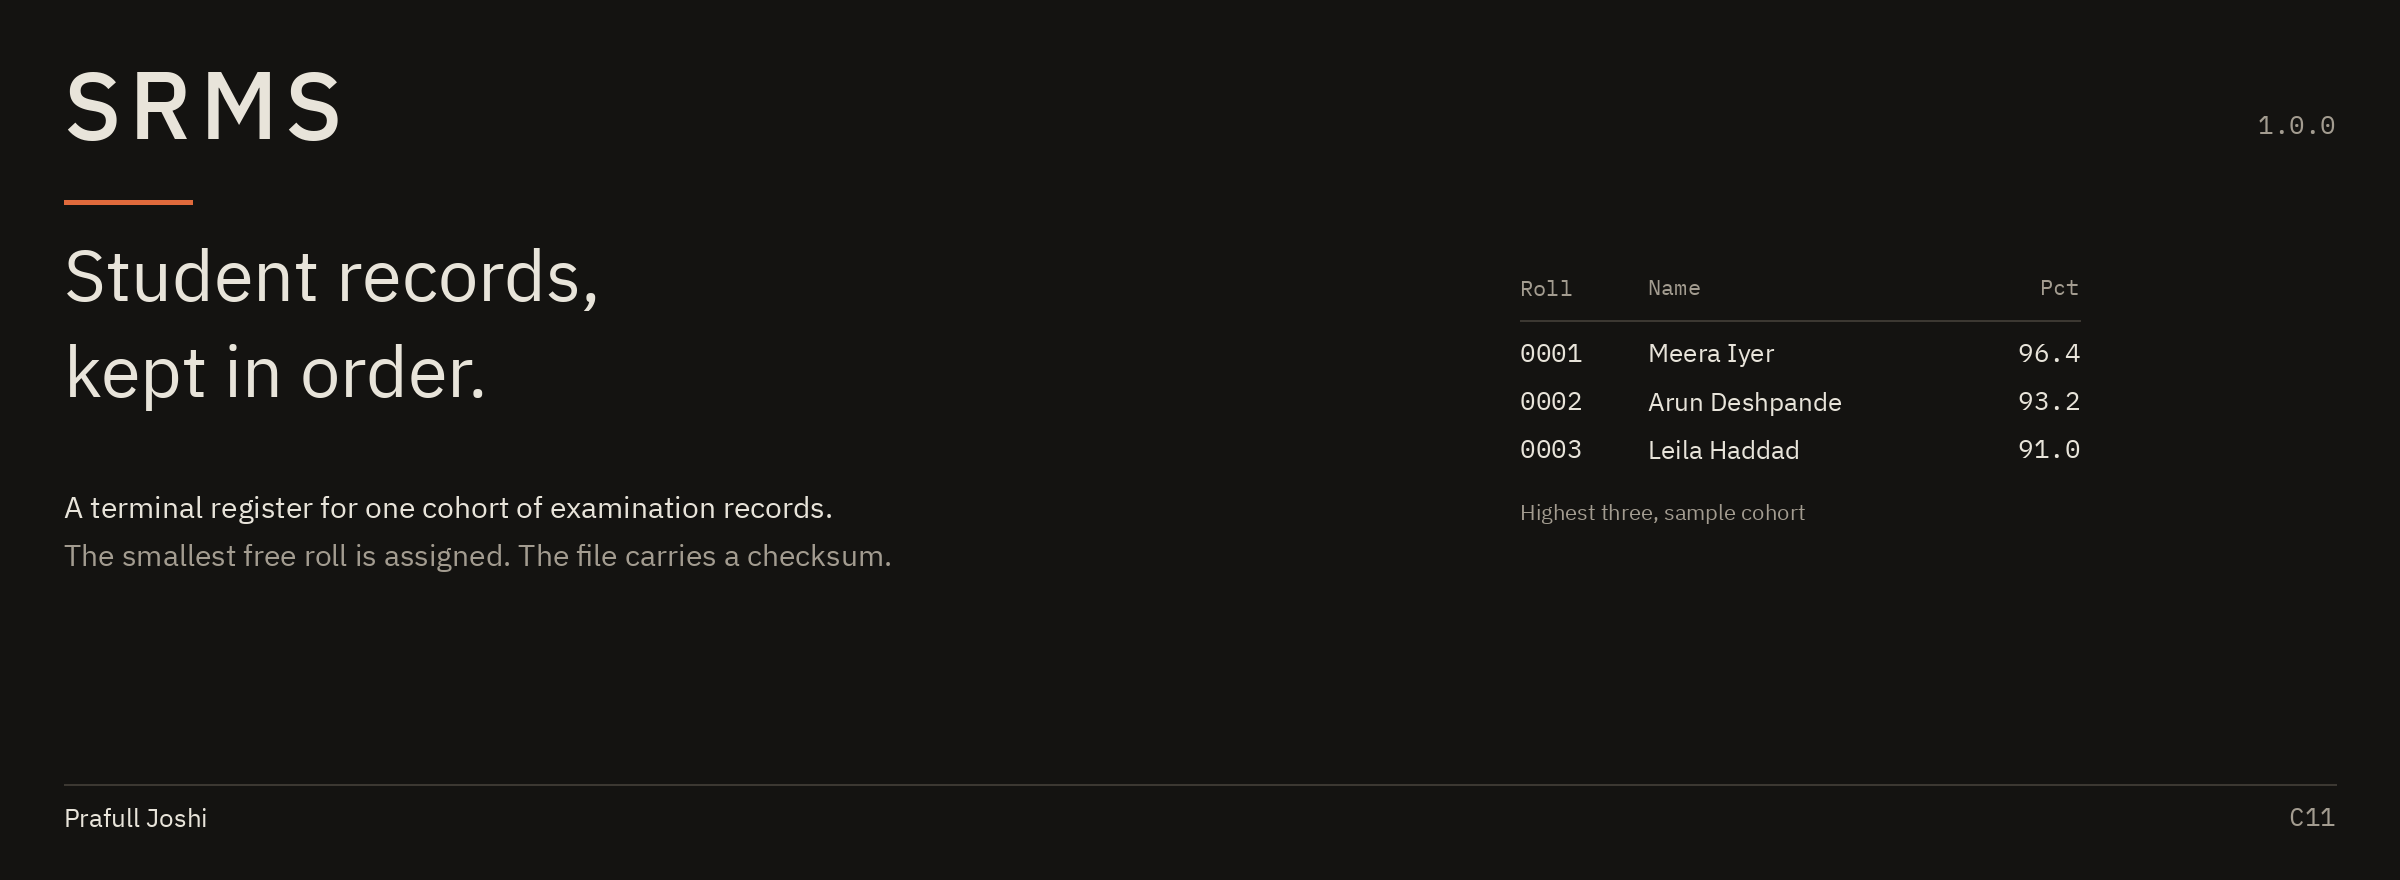 SRMS
1.0.0
Student records,
kept in order.
A terminal register for one cohort of examination records.
The smallest free roll is assigned. The file carries a checksum.
Roll Name Pct
0001 Meera Iyer 96.4
0002 Arun Deshpande 93.2
0003 Leila Haddad 91.0
Highest three, sample cohort
Prafull Joshi
C11